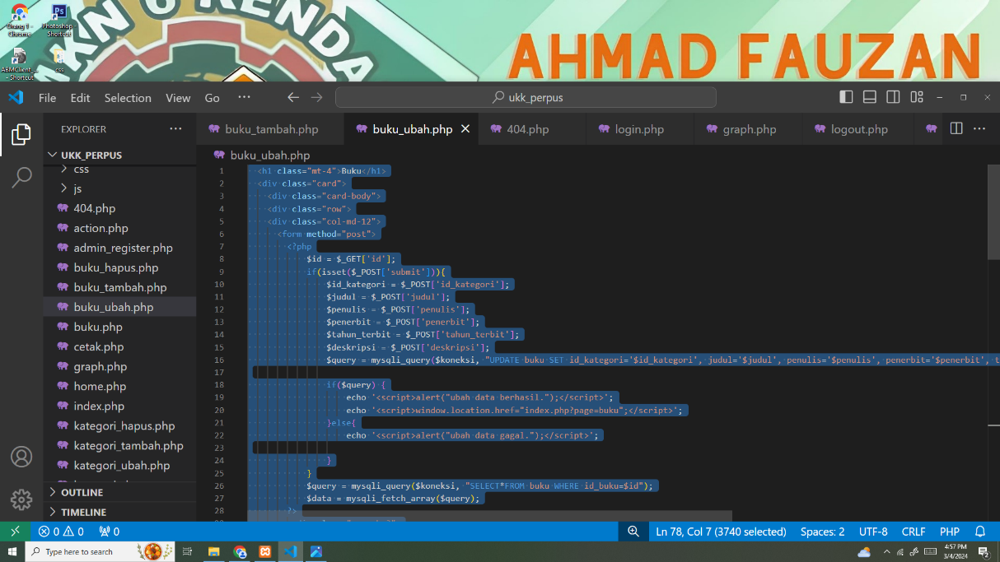 KN 6 RENDA
AHMAD FAUZAN
Orang 1 -
Chrome
Photoshop -
Shortcut
ABMClient_...
- Shortcut
css
File Edit Selection View Go ...
ukk_perpus
EXPLORER ...
UKK_PERPUS
css
js
404.php
action.php
admin_register.php
buku_hapus.php
buku_tambah.php
buku_ubah.php
buku.php
cetak.php
graph.php
home.php
index.php
kategori_hapus.php
kategori_tambah.php
kategori_ubah.php
OUTLINE
TIMELINE
buku_tambah.php buku_ubah.php 404.php login.php graph.php logout.php
buku_ubah.php
1 <h1 class="mt-4">Buku</h1>
2 <div class="card">
3 <div class="card-body">
4 <div class="row">
5 <div class="col-md-12">
6 <form method="post">
7 <?php
8 $id = $_GET['id'];
9 if(isset($_POST['submit'])){
10 $id_kategori = $_POST['id_kategori'];
11 $judul = $_POST['judul'];
12 $penulis = $_POST['penulis'];
13 $penerbit = $_POST['penerbit'];
14 $tahun_terbit = $_POST['tahun_terbit'];
15 $deskripsi = $_POST['deskripsi'];
16 $query = mysqli_query($koneksi, "UPDATE buku SET id_kategori='$id_kategori', judul='$judul', penulis='$penulis', penerbit='$penerbit', t
17
18 if($query) {
19 echo '<script>alert("ubah data berhasil.");</script>';
20 echo '<script>window.location.href="index.php?page=buku";</script>';
21 }else{
22 echo '<script>alert("ubah data gagal.");</script>';
23
24 }
25 }
26 $query = mysqli_query($koneksi, "SELECT*FROM buku WHERE id_buku=$id");
27 $data = mysqli_fetch_array($query);
28 ?>
0 0 0 Ln 78, Col 7 (3740 selected) Spaces: 2 UTF-8 CRLF PHP
Type here to search
4:57 PM
3/4/2024
2